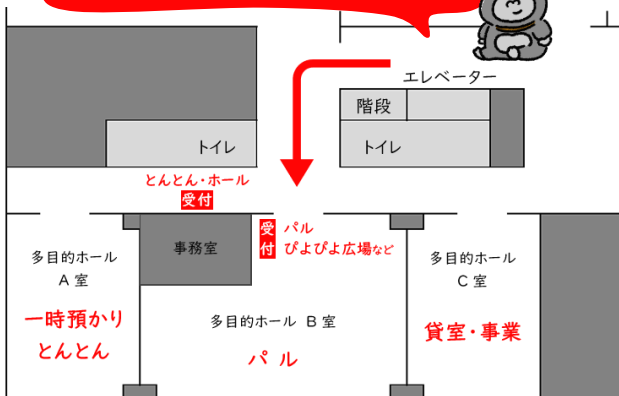 エレベーター
階段
トイレ
トイレ
とんとん・ホール
受付
受付
パル
ぴよぴよ広場など
事務室
多目的ホール
A 室
一時預かり
とんとん
多目的ホール B 室
パル
多目的ホール
C 室
貸室・事業